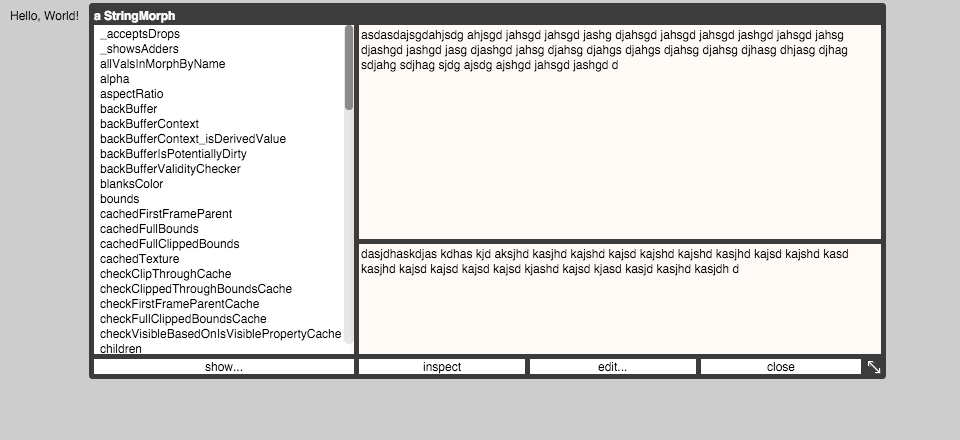 Hello, World!
a StringMorph
_acceptsDrops
_showsAdders
allValsInMorphByName
alpha
aspectRatio
backBuffer
backBufferContext
backBufferContext_isDerivedValue
backBufferIsPotentiallyDirty
backBufferValidityChecker
blanksColor
bounds
cachedFirstFrameParent
cachedFullBounds
cachedFullClippedBounds
cachedTexture
checkClipThroughCache
checkClippedThroughBoundsCache
checkFirstFrameParentCache
checkFullClippedBoundsCache
checkVisibleBasedOnIsVisiblePropertyCache
children
asdasdajsgdahjsdg ahjsgd jahsgd jahsgd jashg djahsgd jahsgd jahsgd jashgd jahsgd jahsg
djashgd jashgd jasg djashgd jahsg djahsg djahgs djahgs djahsg djahsg djhasg dhjasg djhag
sdjahg sdjhag sjdg ajsdg ajshgd jahsgd jashgd d
dasjdhaskdjas kdhas kjd aksjhd kasjhd kajshd kajsd kajshd kajshd kasjhd kajsd kajshd kasd
kasjhd kajsd kajsd kajsd kajsd kjashd kajsd kjasd kasjd kasjhd kasjdh d
show...
inspect
edit...
close